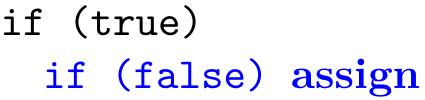 if (true)
if (false) assign